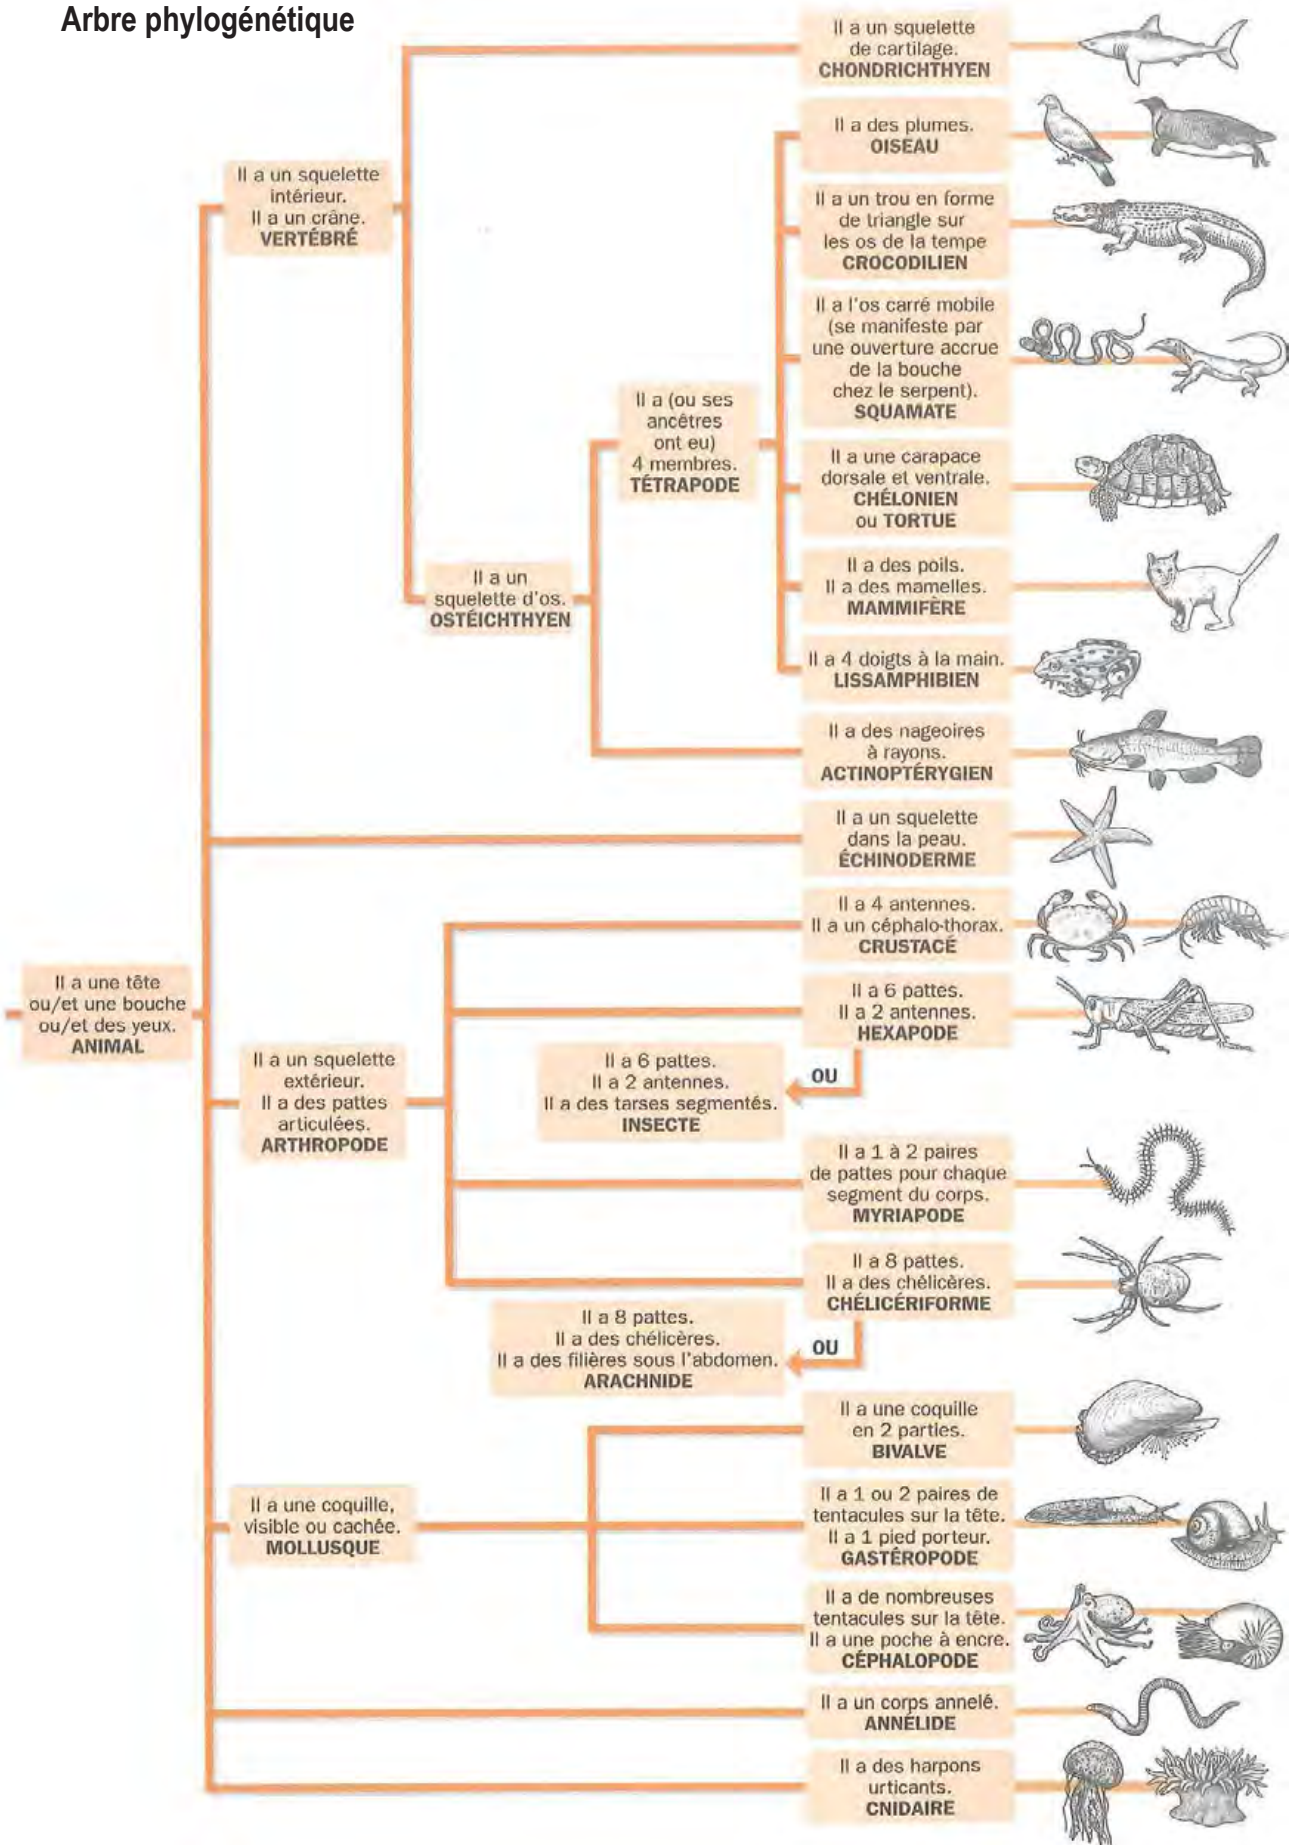 Arbre phylogénétique
Il a un squelette
de cartilage.
CHONDRICHTHYEN
Il a des plumes.
OISEAU
Il a un squelette
intérieur.
Il a un crâne.
VERTÉBRÉ
Il a un trou en forme
de triangle sur
les os de la tempe
CROCODILIEN
Il a l'os carré mobile
(se manifeste par
une ouverture accrue
de la bouche
chez le serpent).
SQUAMATE
Il a (ou ses
ancêtres
ont eu)
4 membres.
TÉTRAPODE
Il a une carapace
dorsale et ventrale.
CHÉLONIEN
ou TORTUE
Il a des poils.
Il a des mamelles.
MAMMIFÈRE
Il a un
squelette d'os.
OSTÉICHTHYEN
Il a 4 doigts à la main.
LISSAMPHIBIEN
Il a des nageoires
à rayons.
ACTINOPTÉRYGIEN
Il a un squelette
dans la peau.
ÉCHINODERME
Il a 4 antennes.
Il a un céphalo-thorax.
CRUSTACÉ
Il a une tête
ou/et une bouche
ou/et des yeux.
ANIMAL
Il a 6 pattes.
Il a 2 antennes.
HEXAPODE
Il a un squelette
extérieur.
Il a des pattes
articulées.
ARTHROPODE
OU
Il a 6 pattes.
Il a 2 antennes.
Il a des tarses segmentés.
INSECTE
Il a 1 à 2 paires
de pattes pour chaque
segment du corps.
MYRIAPODE
Il a 8 pattes.
Il a des chélicères.
CHÉLICÉRIFORME
OU
Il a 8 pattes.
Il a des chélicères.
Il a des filières sous l'abdomen.
ARACHNIDE
Il a une coquille
en 2 parties.
BIVALVE
Il a une coquille,
visible ou cachée.
MOLLUSQUE
Il a 1 ou 2 paires de
tentacules sur la tête.
Il a 1 pied porteur.
GASTÉROPODE
Il a de nombreuses
tentacules sur la tête.
Il a une poche à encre.
CÉPHALOPODE
Il a un corps annelé.
ANNÉLIDE
Il a des harpons
urticants.
CNIDAIRE